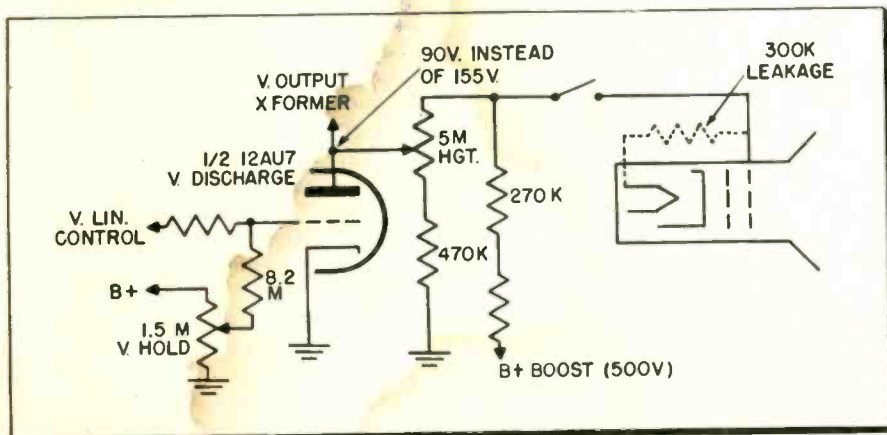 90V. INSTEAD
OF 155V.
300K
LEAKAGE
V. OUTPUT
X FORMER
5M
HGT.
1/2 12AU7
V. DISCHARGE
270 K
V. LIN.
CONTROL
470K
8.2
M
B+
1.5 M
V. HOLD
B+ BOOST (500V)